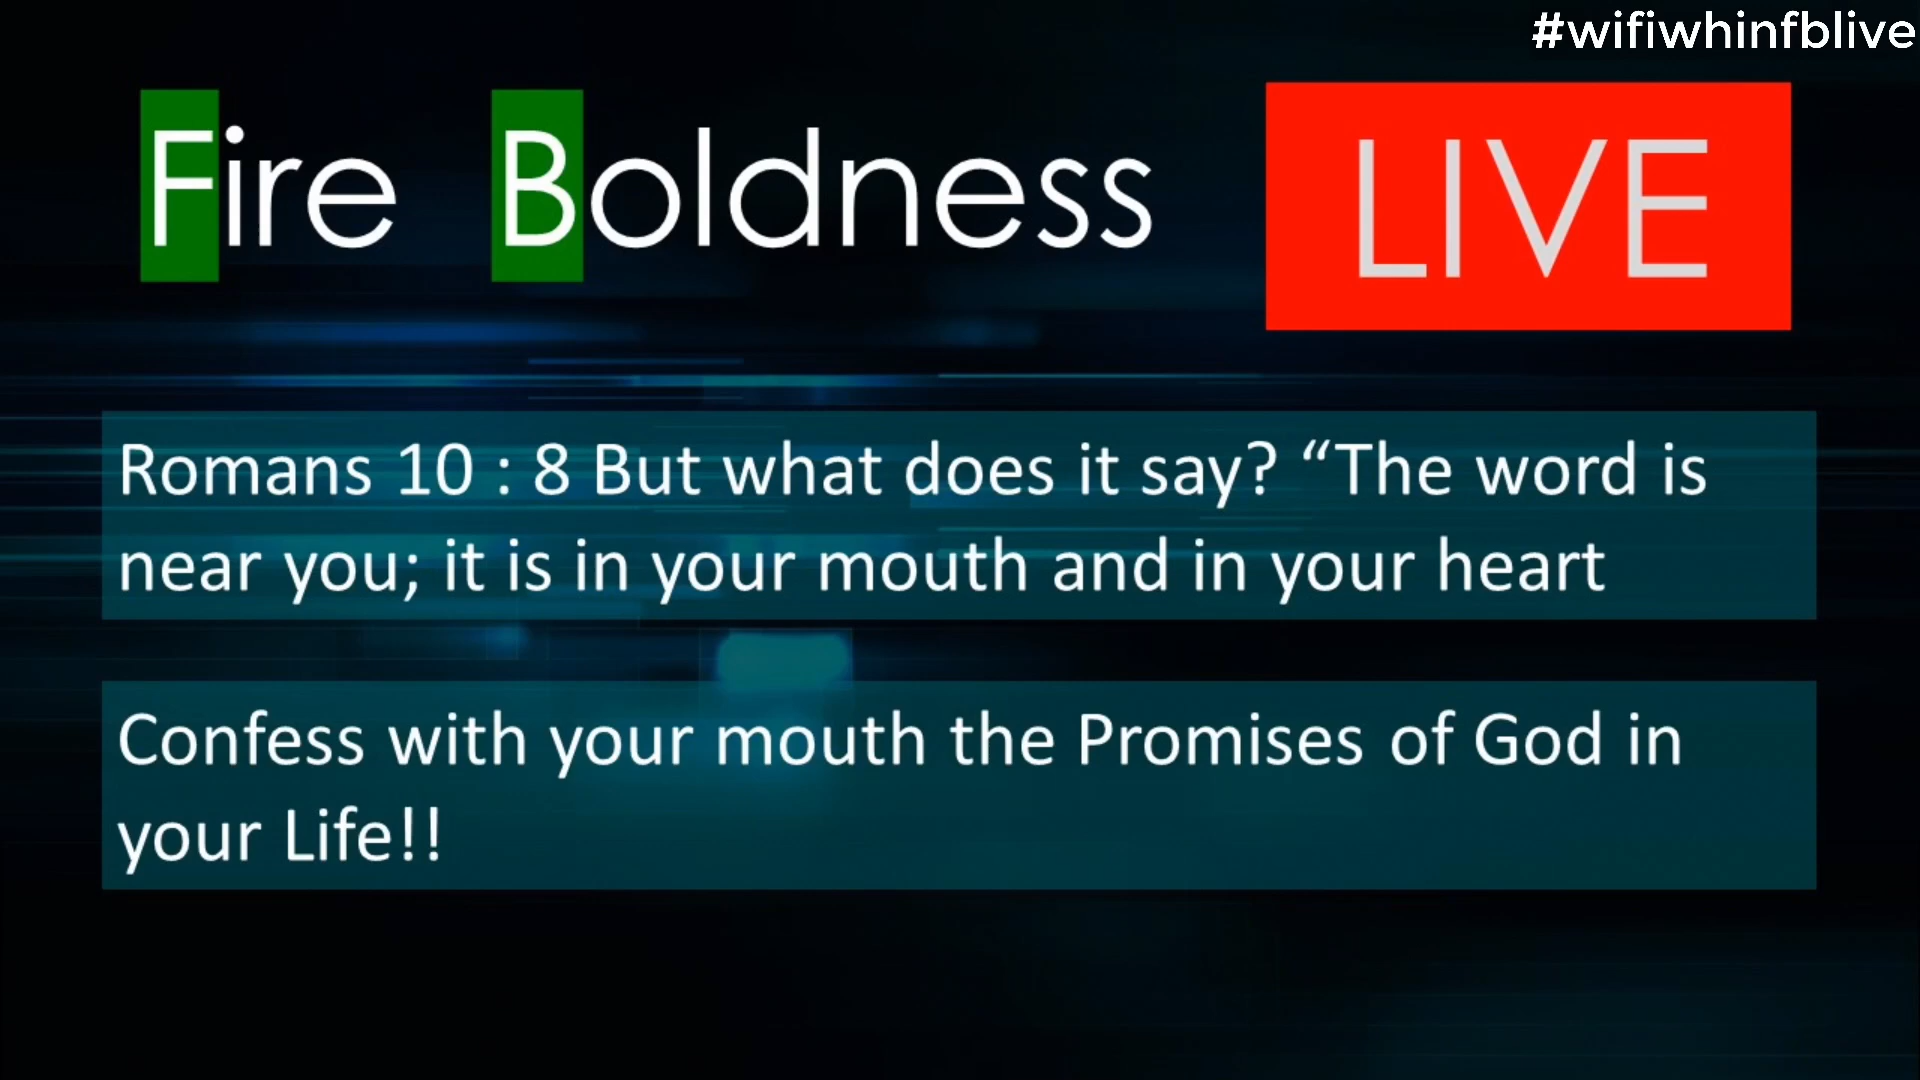 #wifiwhinfblive
Fire Boldness
LIVE
Romans 10 : 8 But what does it say? “The word is
near you; it is in your mouth and in your heart
Confess with your mouth the Promises of God in
your Life!!